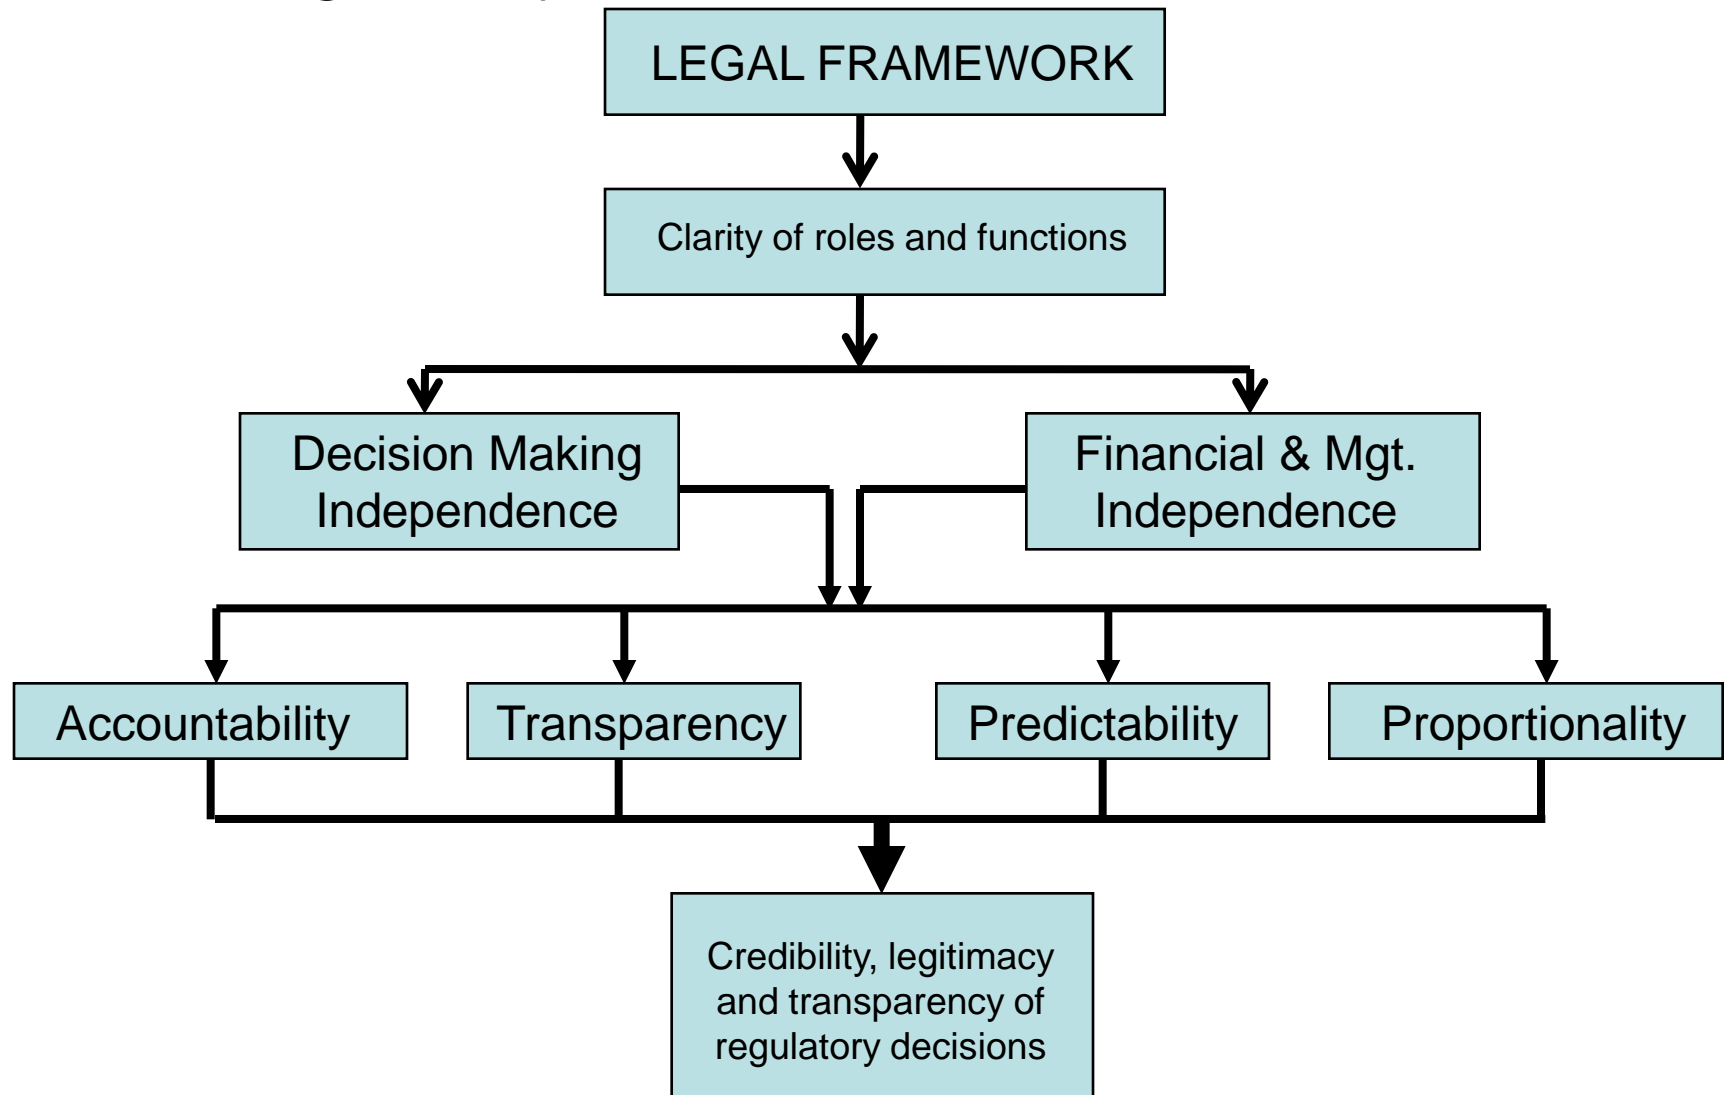 LEGAL FRAMEWORK
Clarity of roles and functions
Decision Making
Independence
Financial & Mgt.
Independence
Accountability
Transparency
Predictability
Proportionality
Credibility, legitimacy
and transparency of
regulatory decisions